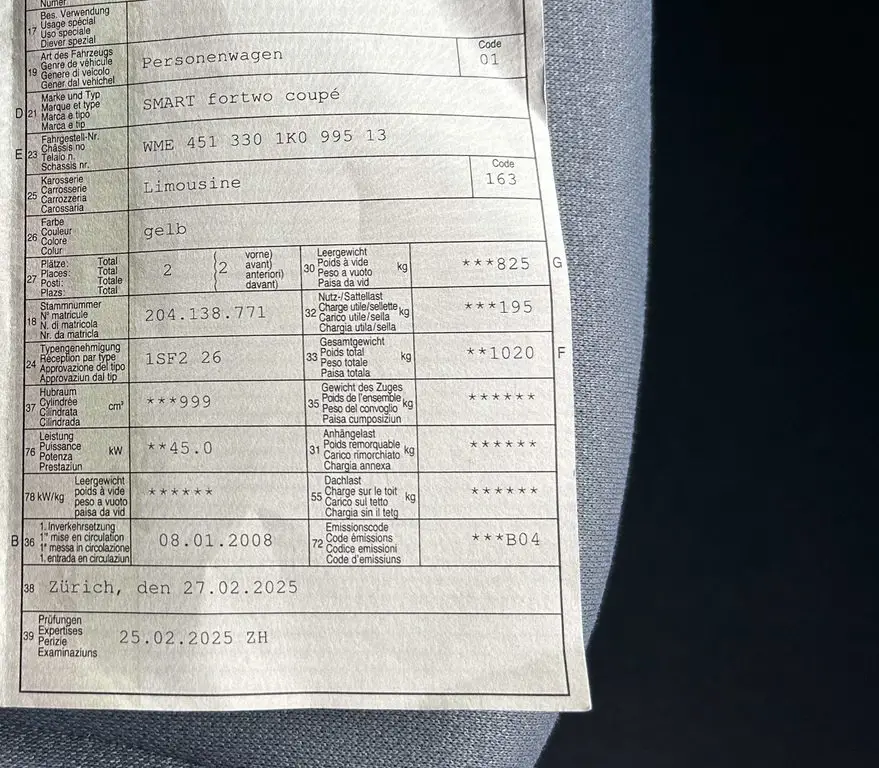 Numer.
17 Bes. Verwendung
Usage spécial
Uso speciale
Diever spezial
19 Art des Fahrzeugs
Genre de véhicule
Genere di veicolo
Gener dal vehichel
Personenwagen
Code
01
D 21 Marke und Typ
Marque et type
Marca e tipo
Marca e tip
SMART fortwo coupé
E 23 Fahrgestell-Nr.
Châssis no
Telaio n.
Schassis nr.
WME 451 330 1K0 995 13
25 Karosserie
Carrosserie
Carrozzeria
Carossaria
Limousine
Code
163
26 Farbe
Couleur
Colore
Colur
gelb
27 Plätze: Total
Places: Total
Posti: Totale
Plazs: Total
2 (2 vorne)
avant)
anteriori)
davant)
30 Leergewicht
Poids à vide
Peso a vuoto
Paisa da vid
kg
***825 G
18 Stammnummer
N° matricule
N. di matricola
Nr. da matricla
204.138.771
32 Nutz-/Sattellast
Charge utile/sellette
Carico utile/sella
Chargia utila/sella
kg
***195
24 Typengenehmigung
Réception par type
Approvazione del tipo
Approvaziun dal tip
1SF2 26
33 Gesamtgewicht
Poids total
Peso totale
Paisa totala
kg
**1020 F
37 Hubraum
Cylindrée
Cilindrata
Cilindrada
cm³
***999
35 Gewicht des Zuges
Poids de l'ensemble
Peso del convoglio
Paisa cumposiziun
kg
******
76 Leistung
Puissance
Potenza
Prestaziun
kW
**45.0
31 Anhängelast
Poids remorquable
Carico rimorchiato
Chargia annexa
kg
******
78 kW/kg Leergewicht
poids à vide
peso a vuoto
paisa da vid
******
55 Dachlast
Charge sur le toit
Carico sul tetto
Chargia sin il tetg
kg
******
B 36 1. Inverkehrsetzung
1re mise en circulation
1a messa in circolazione
1. entrada en circulaziun
08.01.2008
72 Emissionscode
Code émissions
Codice emissioni
Code d'emissiuns
***B04
38 Zürich, den 27.02.2025
39 Prüfungen
Expertises
Perizie
Examinaziuns
25.02.2025 ZH